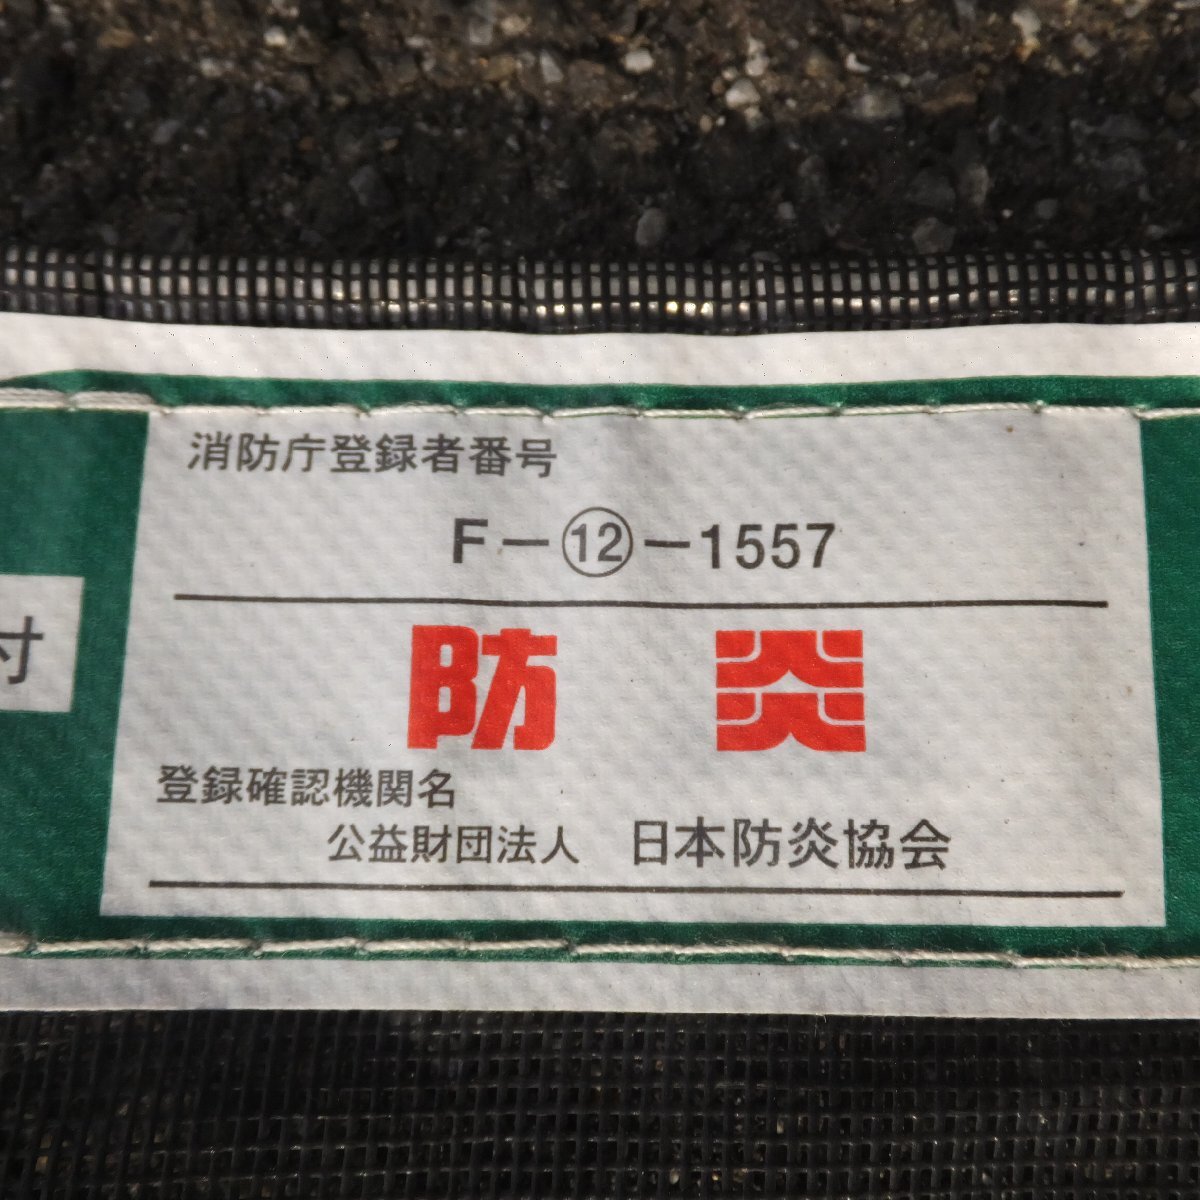 消防庁登録者番号
F-⑫-1557
付
防炎
登録確認機関名
公益財団法人 日本防炎協会